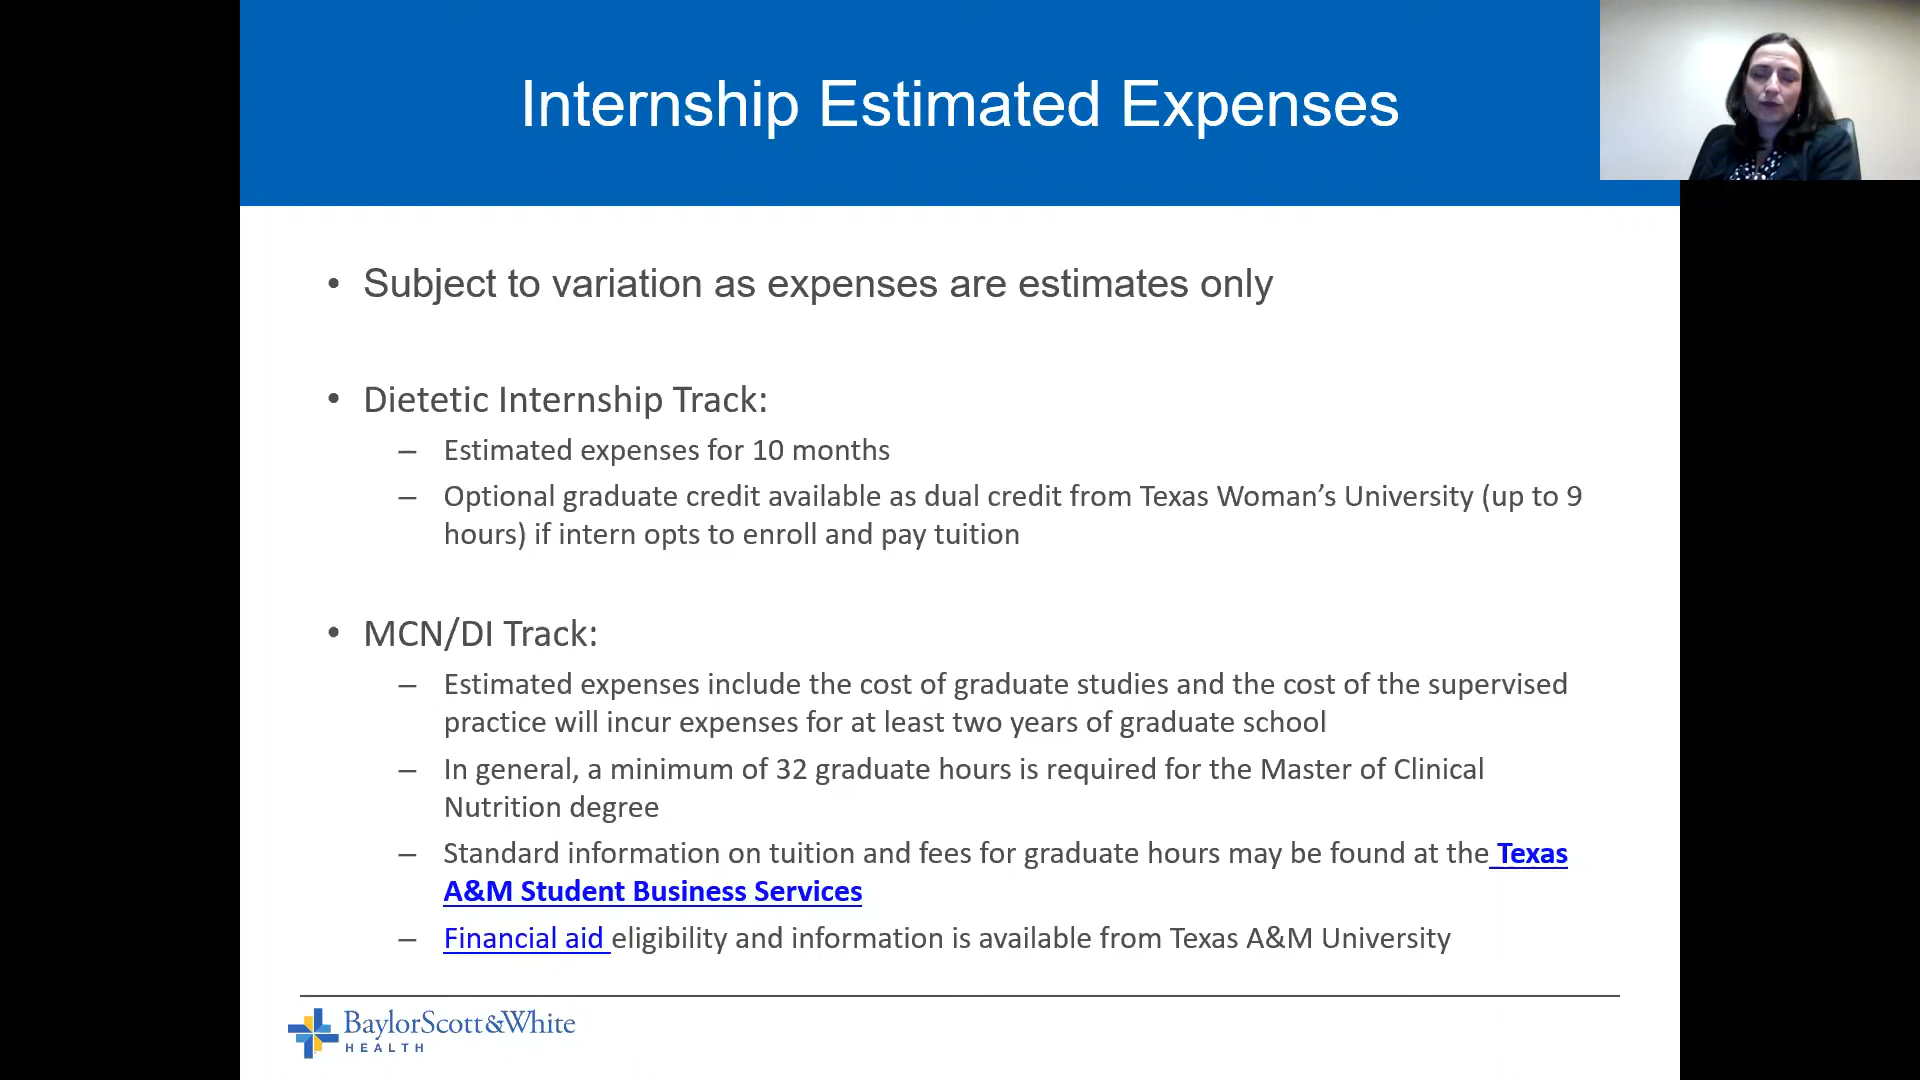 Internship Estimated Expenses
• Subject to variation as expenses are estimates only
• Dietetic Internship Track:
– Estimated expenses for 10 months
– Optional graduate credit available as dual credit from Texas Woman’s University (up to 9
hours) if intern opts to enroll and pay tuition
• MCN/DI Track:
– Estimated expenses include the cost of graduate studies and the cost of the supervised
practice will incur expenses for at least two years of graduate school
– In general, a minimum of 32 graduate hours is required for the Master of Clinical
Nutrition degree
– Standard information on tuition and fees for graduate hours may be found at the Texas
A&M Student Business Services
– Financial aid eligibility and information is available from Texas A&M University
BaylorScott&White
HEALTH